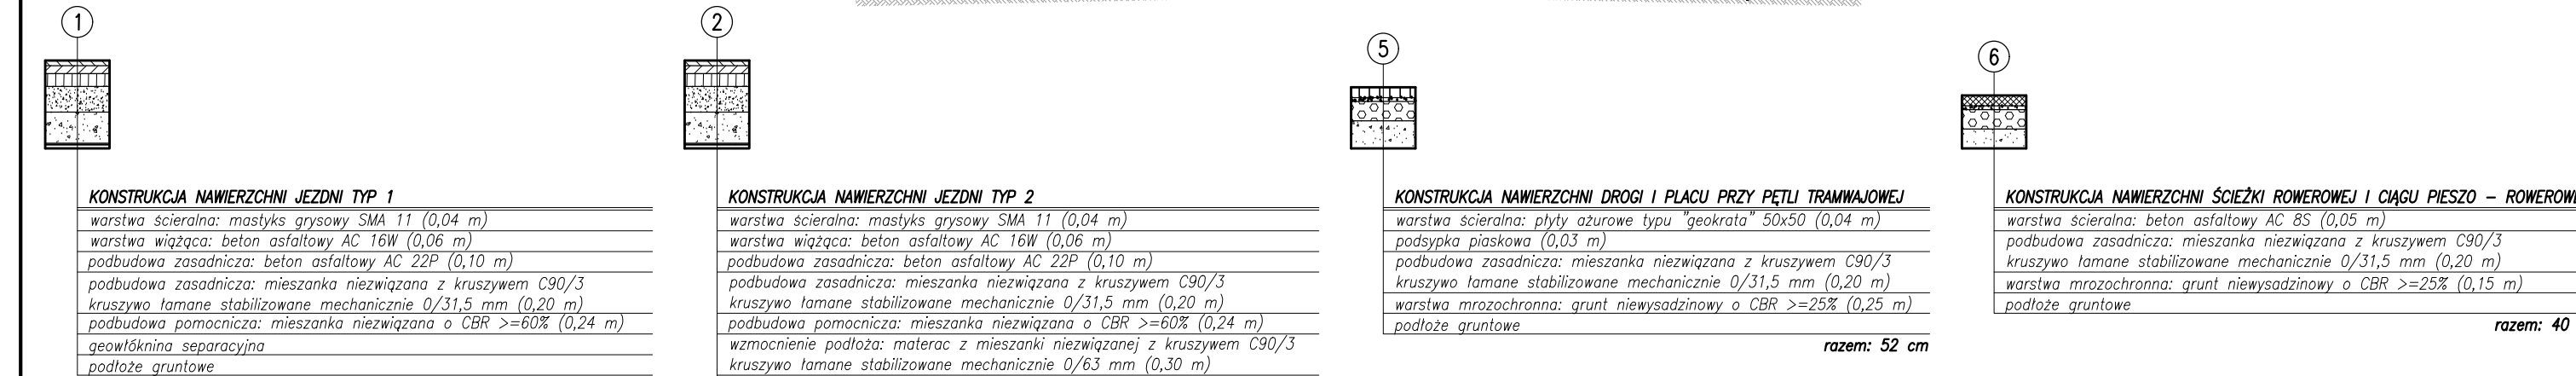 1
KONSTRUKCJA NAWIERZCHNI JEZDNI TYP 1
warstwa ścieralna: mastyks grysowy SMA 11 (0,04 m)
warstwa wiążąca: beton asfaltowy AC 16W (0,06 m)
podbudowa zasadnicza: beton asfaltowy AC 22P (0,10 m)
podbudowa zasadnicza: mieszanka niezwiązana z kruszywem C90/3
kruszywo łamane stabilizowane mechanicznie 0/31,5 mm (0,20 m)
podbudowa pomocnicza: mieszanka niezwiązana o CBR >=60% (0,24 m)
geowłóknina separacyjna
podłoże gruntowe
2
KONSTRUKCJA NAWIERZCHNI JEZDNI TYP 2
warstwa ścieralna: mastyks grysowy SMA 11 (0,04 m)
warstwa wiążąca: beton asfaltowy AC 16W (0,06 m)
podbudowa zasadnicza: beton asfaltowy AC 22P (0,10 m)
podbudowa zasadnicza: mieszanka niezwiązana z kruszywem C90/3
kruszywo łamane stabilizowane mechanicznie 0/31,5 mm (0,20 m)
podbudowa pomocnicza: mieszanka niezwiązana o CBR >=60% (0,24 m)
wzmocnienie podłoża: materac z mieszanki niezwiązanej z kruszywem C90/3
kruszywo łamane stabilizowane mechanicznie 0/63 mm (0,30 m)
5
KONSTRUKCJA NAWIERZCHNI DROGI I PLACU PRZY PĘTLI TRAMWAJOWEJ
warstwa ścieralna: płyty ażurowe typu "geokrata" 50x50 (0,04 m)
podsypka piaskowa (0,03 m)
podbudowa zasadnicza: mieszanka niezwiązana z kruszywem C90/3
kruszywo łamane stabilizowane mechanicznie 0/31,5 mm (0,20 m)
warstwa mrozochronna: grunt niewysadzinowy o CBR >=25% (0,25 m)
podłoże gruntowe
razem: 52 cm
6
KONSTRUKCJA NAWIERZCHNI ŚCIEŻKI ROWEROWEJ I CIĄGU PIESZO – ROWEROW
warstwa ścieralna: beton asfaltowy AC 8S (0,05 m)
podbudowa zasadnicza: mieszanka niezwiązana z kruszywem C90/3
kruszywo łamane stabilizowane mechanicznie 0/31,5 mm (0,20 m)
warstwa mrozochronna: grunt niewysadzinowy o CBR >=25% (0,15 m)
podłoże gruntowe
razem: 40